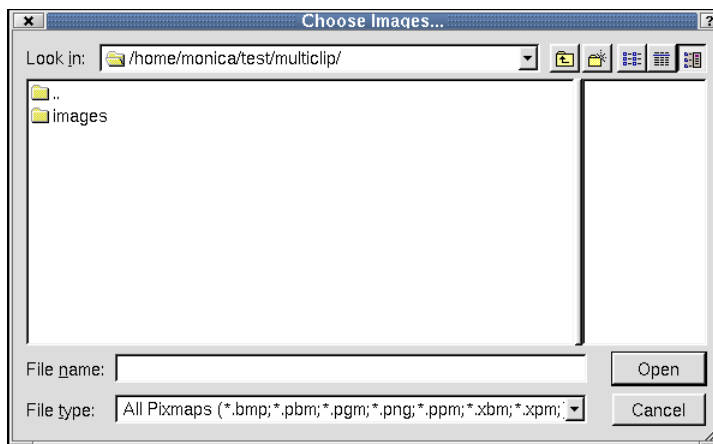 Choose Images...
?
Look in: /home/monica/test/multiclip/
..
images
File name:
Open
File type: All Pixmaps (*.bmp;*.pbm;*.pgm;*.png;*.ppm;*.xbm;*.xpm;)
Cancel